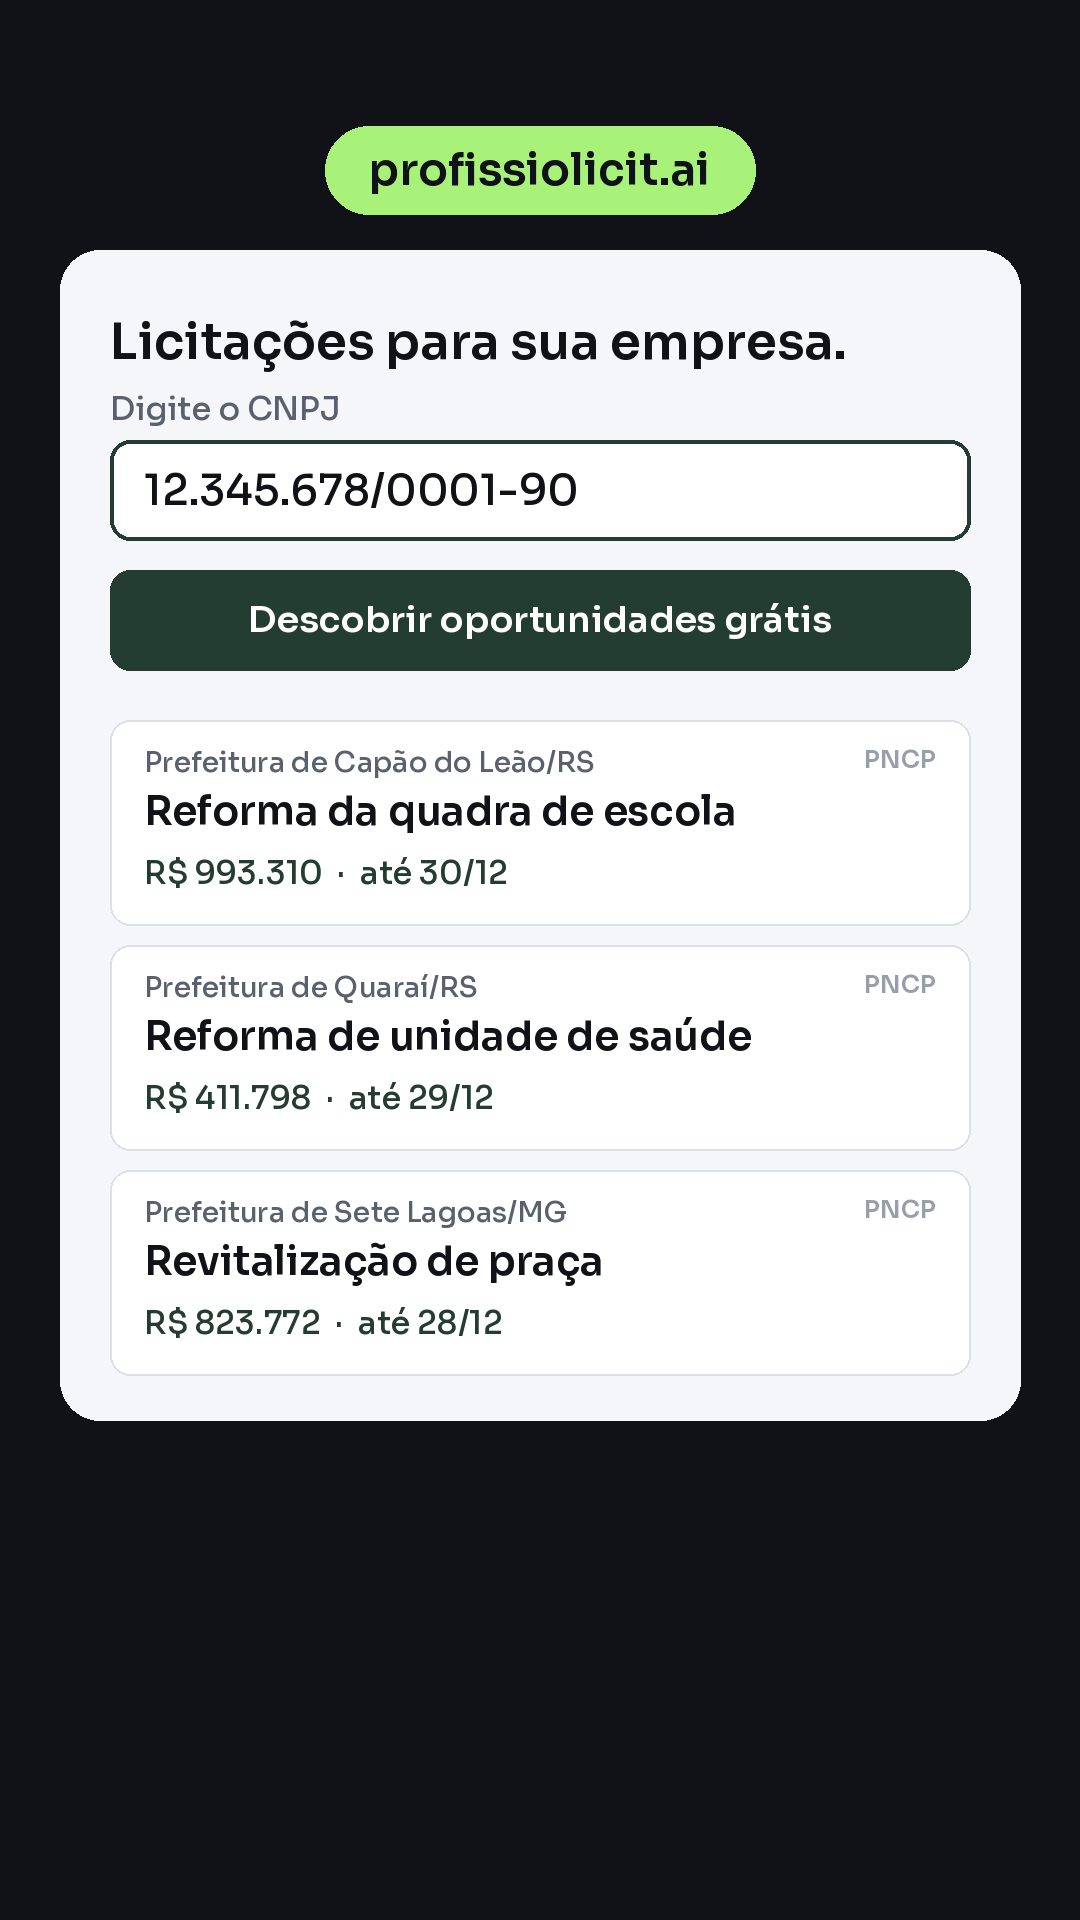 profissiolicit.ai
Licitações para sua empresa.
Digite o CNPJ
12.345.678/0001-90
Descobrir oportunidades grátis
Prefeitura de Capão do Leão/RS
PNCP
Reforma da quadra de escola
R$ 993.310 · até 30/12
Prefeitura de Quaraí/RS
PNCP
Reforma de unidade de saúde
R$ 411.798 · até 29/12
Prefeitura de Sete Lagoas/MG
PNCP
Revitalização de praça
R$ 823.772 · até 28/12